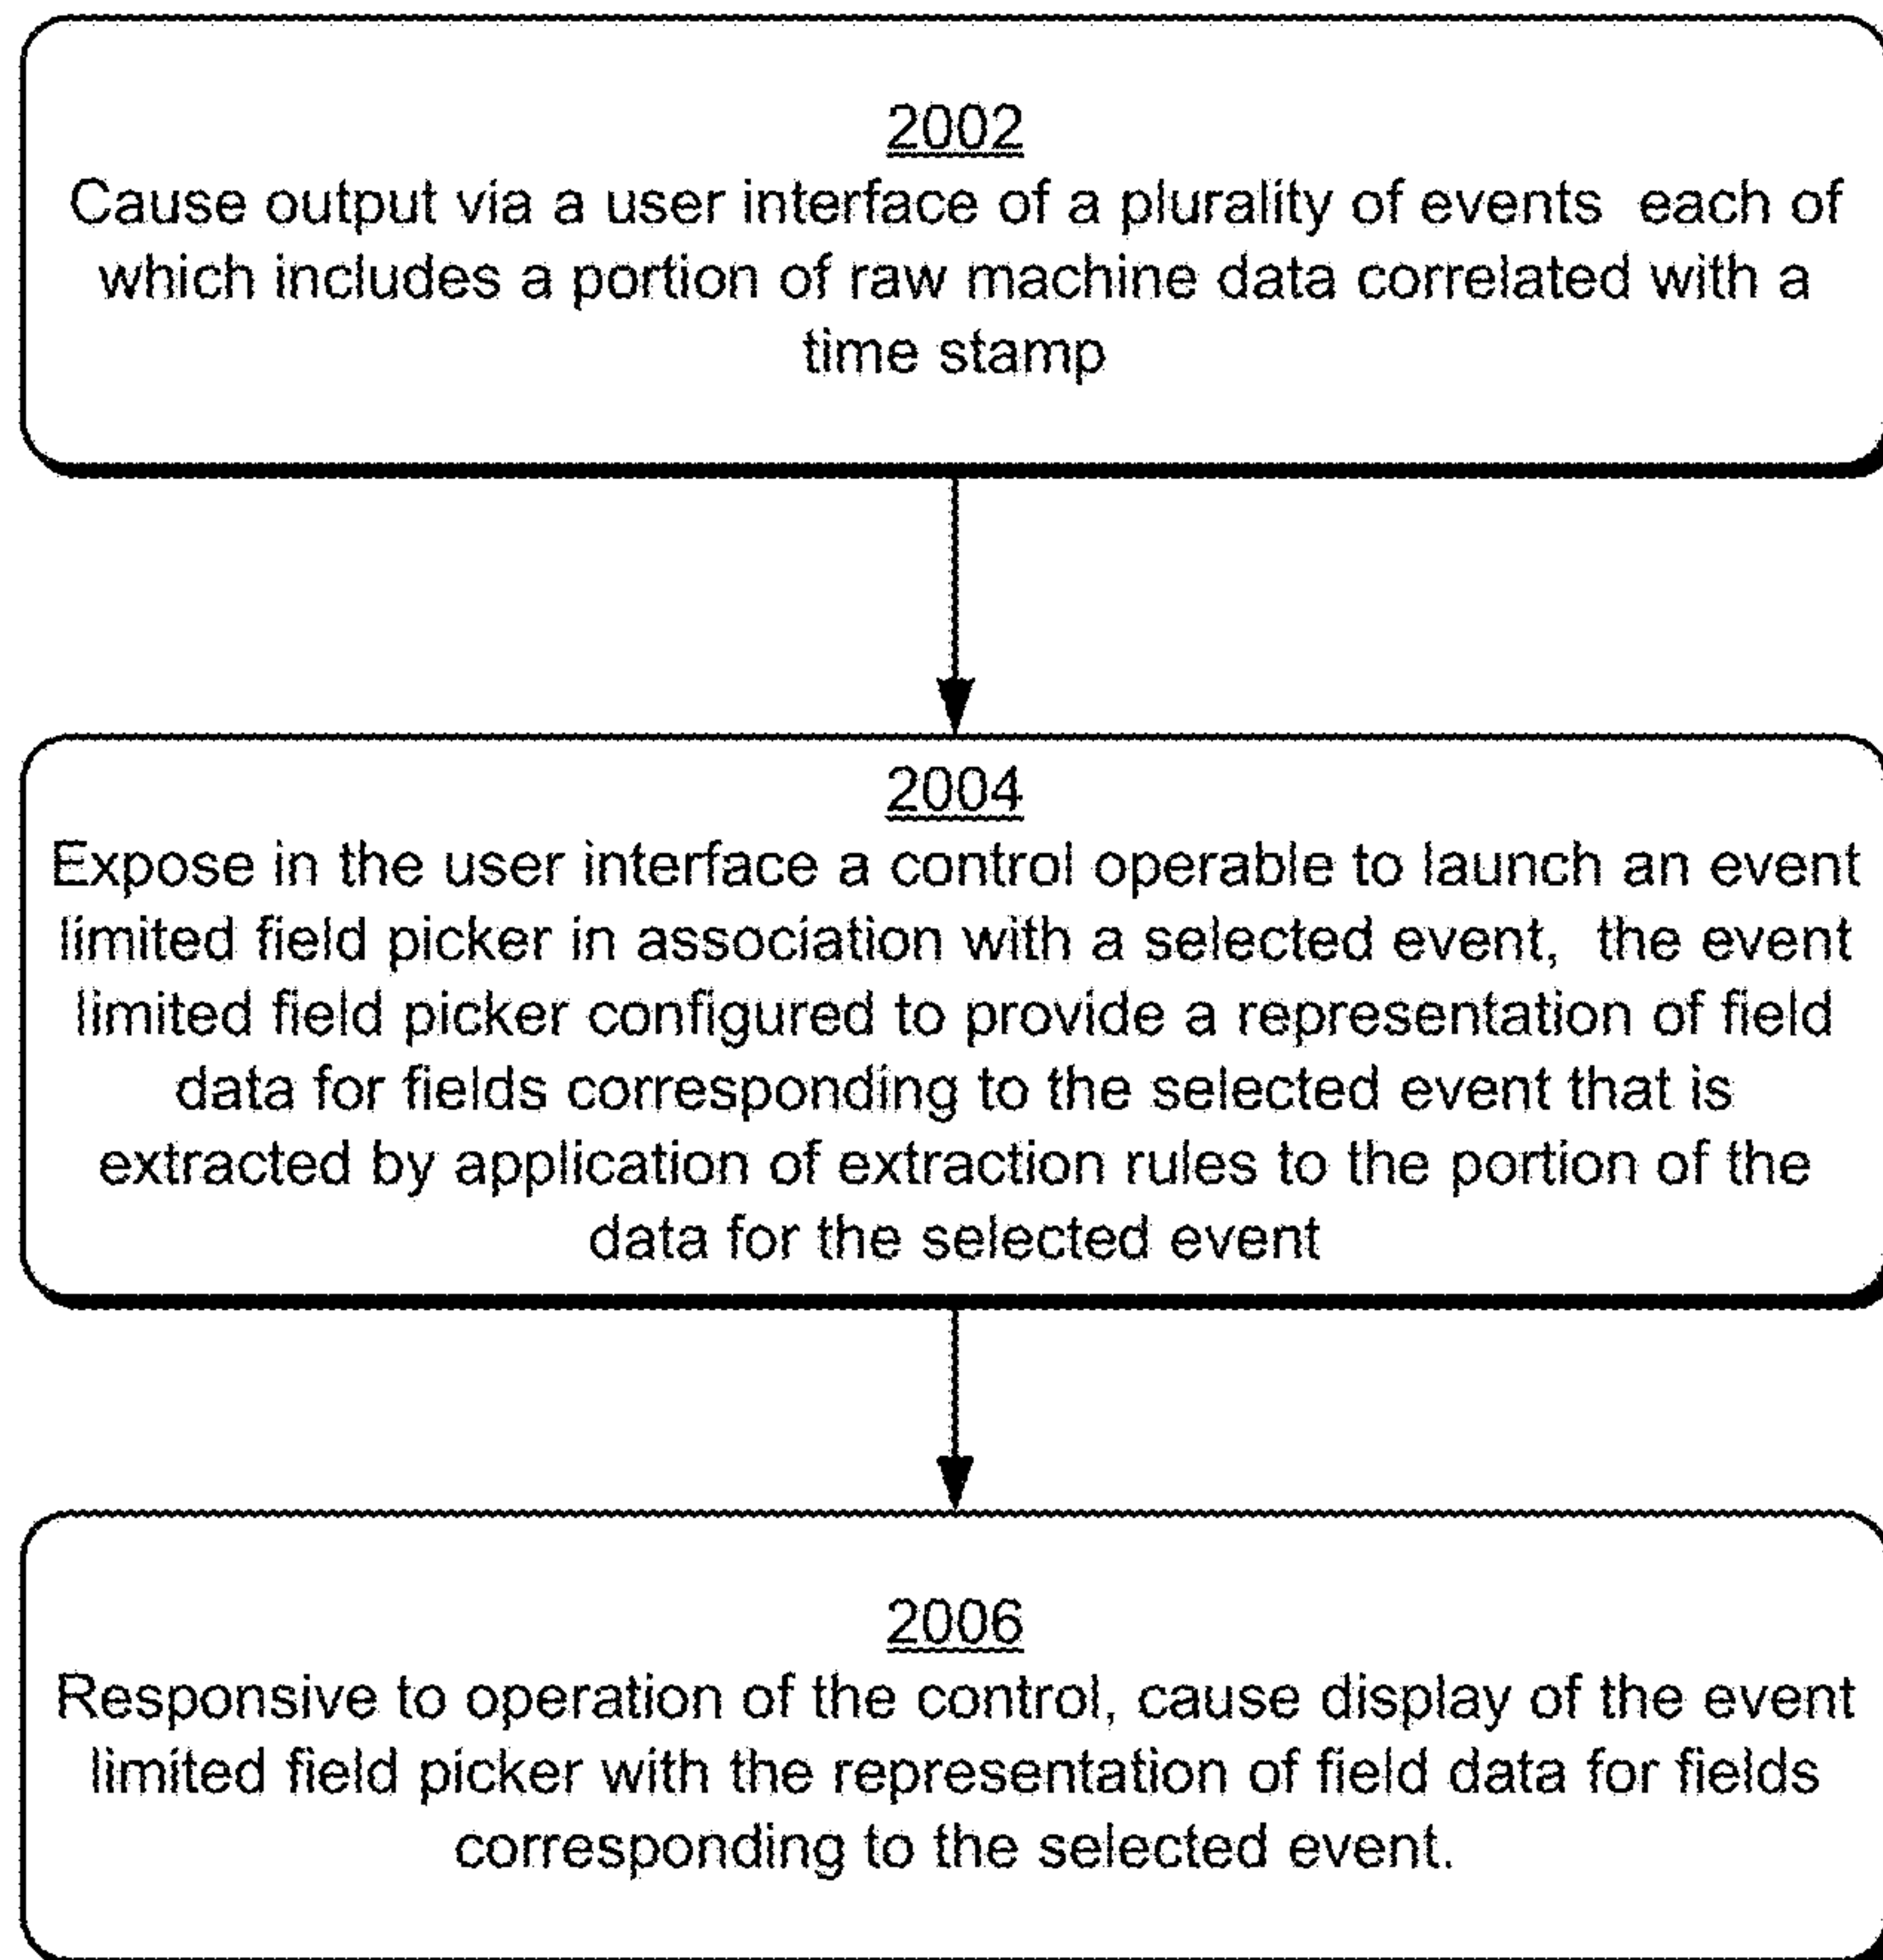 2002
Cause output via a user interface of a plurality of events each of
which includes a portion of raw machine data correlated with a
time stamp
2004
Expose in the user interface a control operable to launch an event
limited field picker in association with a selected event, the event
limited field picker configured to provide a representation of field
data for fields corresponding to the selected event that is
extracted by application of extraction rules to the portion of the
data for the selected event
2006
Responsive to operation of the control, cause display of the event
limited field picker with the representation of field data for fields
corresponding to the selected event.